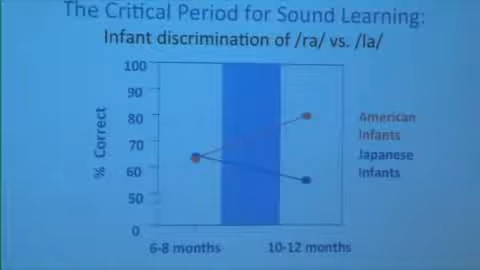 The Critical Period for Sound Learning:
Infant discrimination of /ra/ vs. /la/
100
90
80
70
60
50
0
% Correct
American
Infants
Japanese
Infants
6-8 months
10-12 months